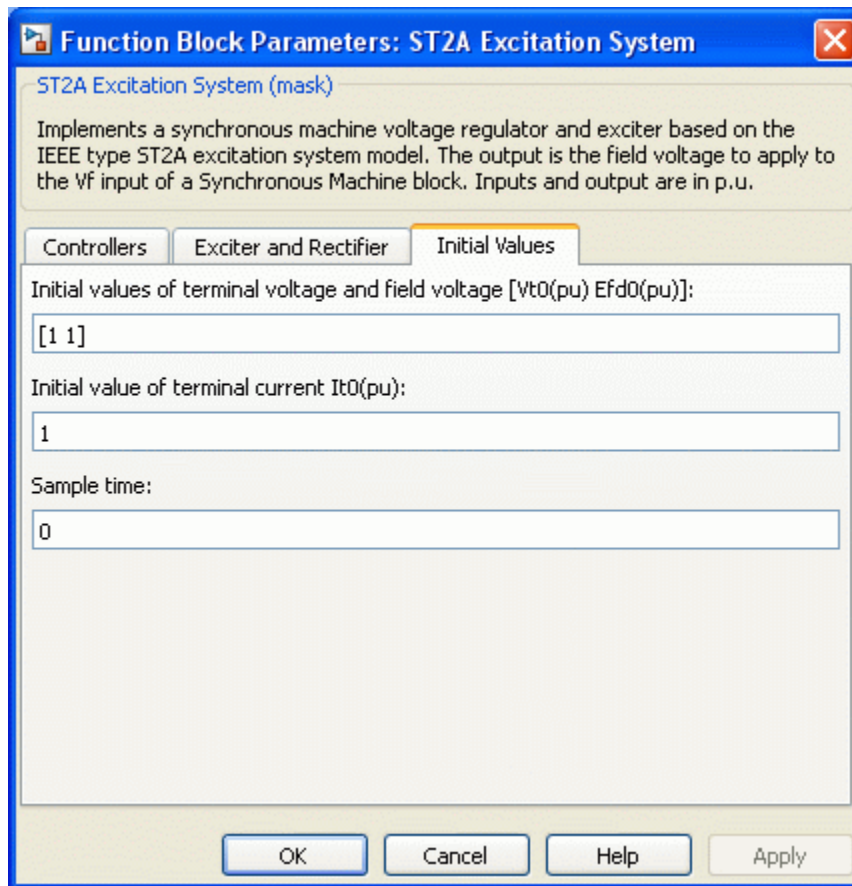 Function Block Parameters: ST2A Excitation System
ST2A Excitation System (mask)
Implements a synchronous machine voltage regulator and exciter based on the
IEEE type ST2A excitation system model. The output is the field voltage to apply to
the Vf input of a Synchronous Machine block. Inputs and output are in p.u.
Controllers Exciter and Rectifier Initial Values
Initial values of terminal voltage and field voltage [Vt0(pu) Efd0(pu)]:
[1 1]
Initial value of terminal current It0(pu):
1
Sample time:
0
OK Cancel Help Apply